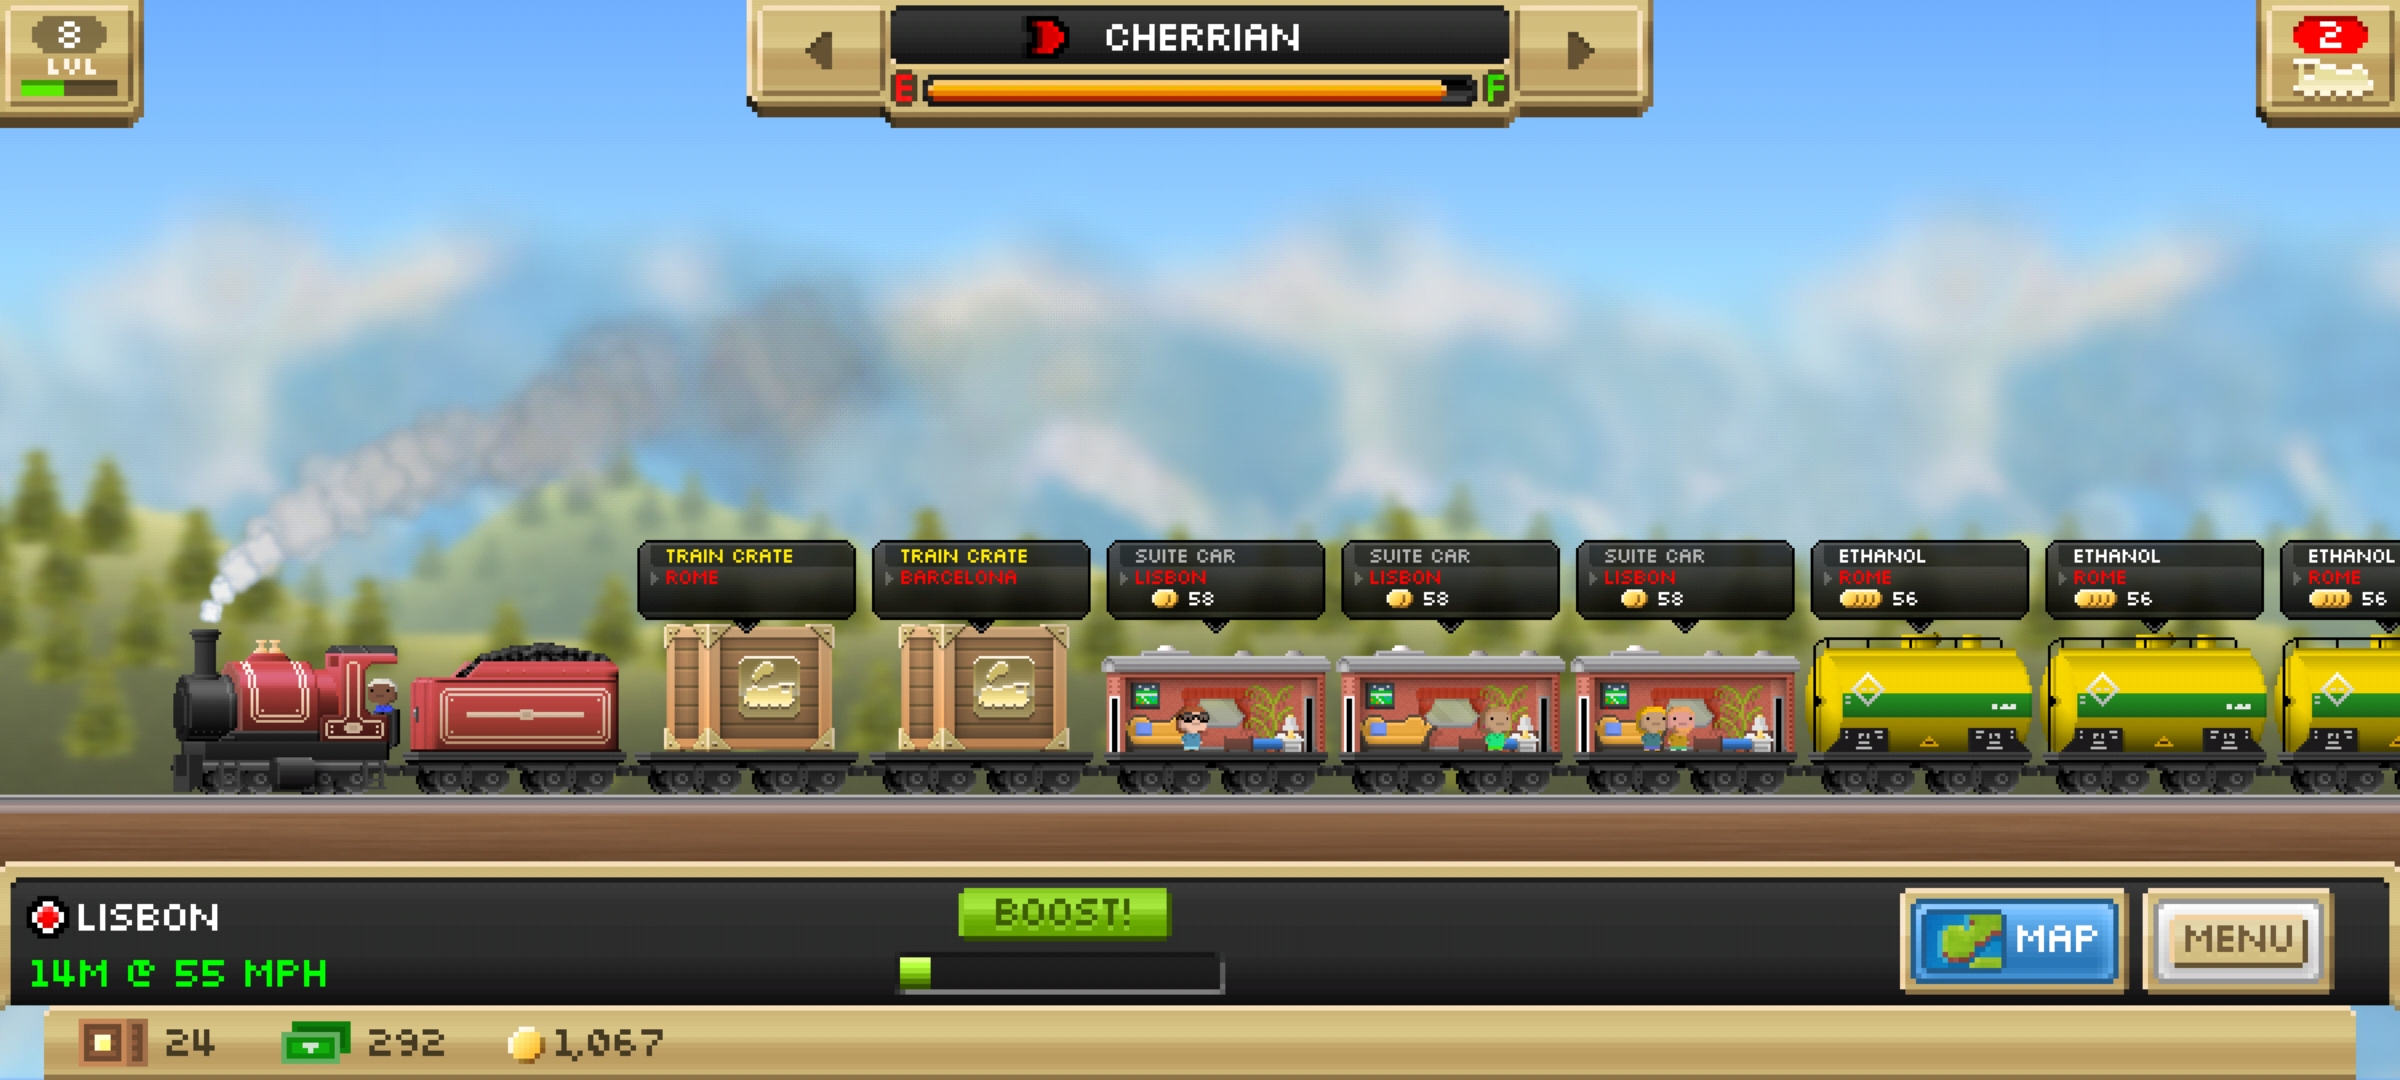 8
LVL
CHERRIAN
E F
2
TRAIN CRATE
ROME
TRAIN CRATE
BARCELONA
SUITE CAR
LISBON
58
SUITE CAR
LISBON
58
SUITE CAR
LISBON
58
ETHANOL
ROME
56
ETHANOL
ROME
56
ETHANOL
ROME
56
LISBON
14M @ 55 MPH
BOOST!
MAP
MENU
24
292
1,067